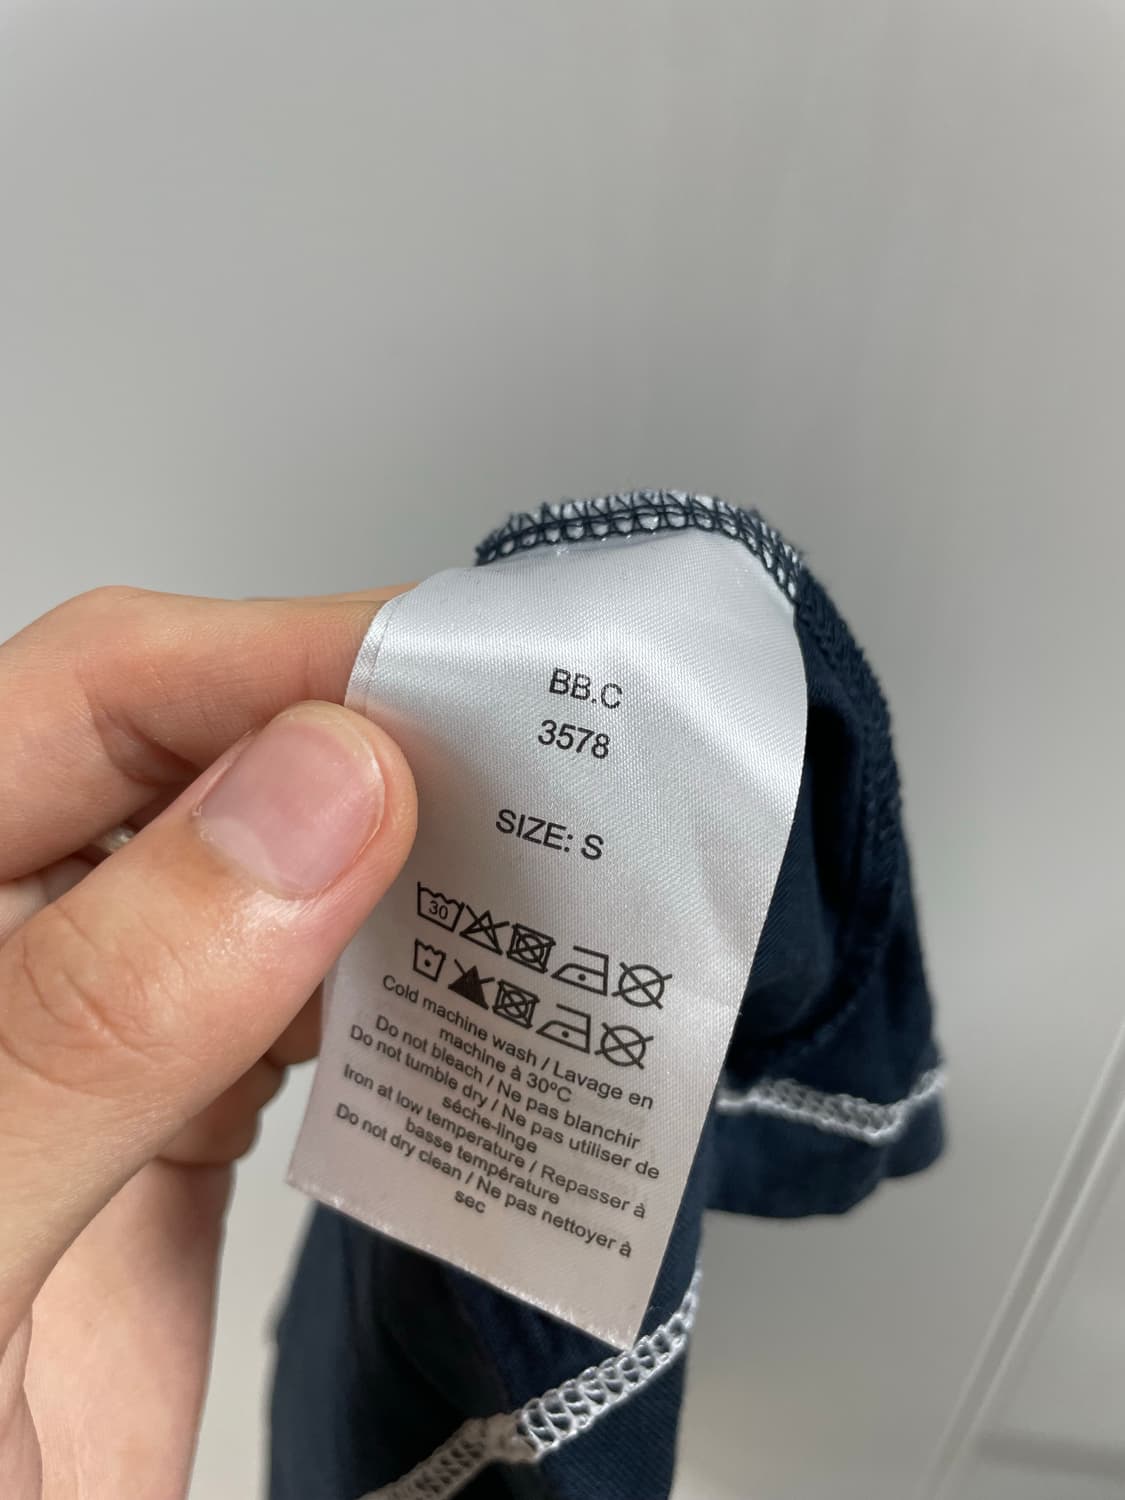 BB.C
3578
SIZE: S
30
Cold machine wash / Lavage en
machine à 30ºC
Do not bleach / Ne pas blanchir
Do not tumble dry / Ne pas utiliser de
séche-linge
Iron at low temperature / Repasser à
basse température
Do not dry clean / Ne pas nettoyer à
sec